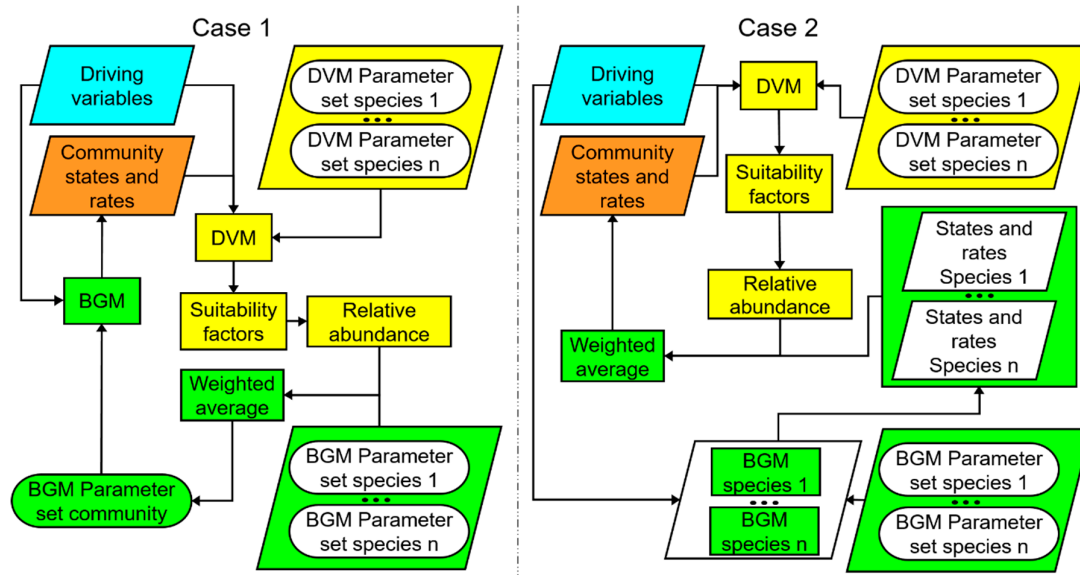 Case 1
Driving
variables
DVM Parameter
set species 1
DVM Parameter
set species n
Community
states and
rates
DVM
BGM
Suitability
factors
Relative
abundance
Weighted
average
BGM Parameter
set community
BGM Parameter
set species 1
BGM Parameter
set species n
Case 2
Driving
variables
DVM
DVM Parameter
set species 1
DVM Parameter
set species n
Community
states and
rates
Suitability
factors
States and
rates
Species 1
States and
rates
Species n
Relative
abundance
Weighted
average
BGM
species 1
BGM
species n
BGM Parameter
set species 1
BGM Parameter
set species n